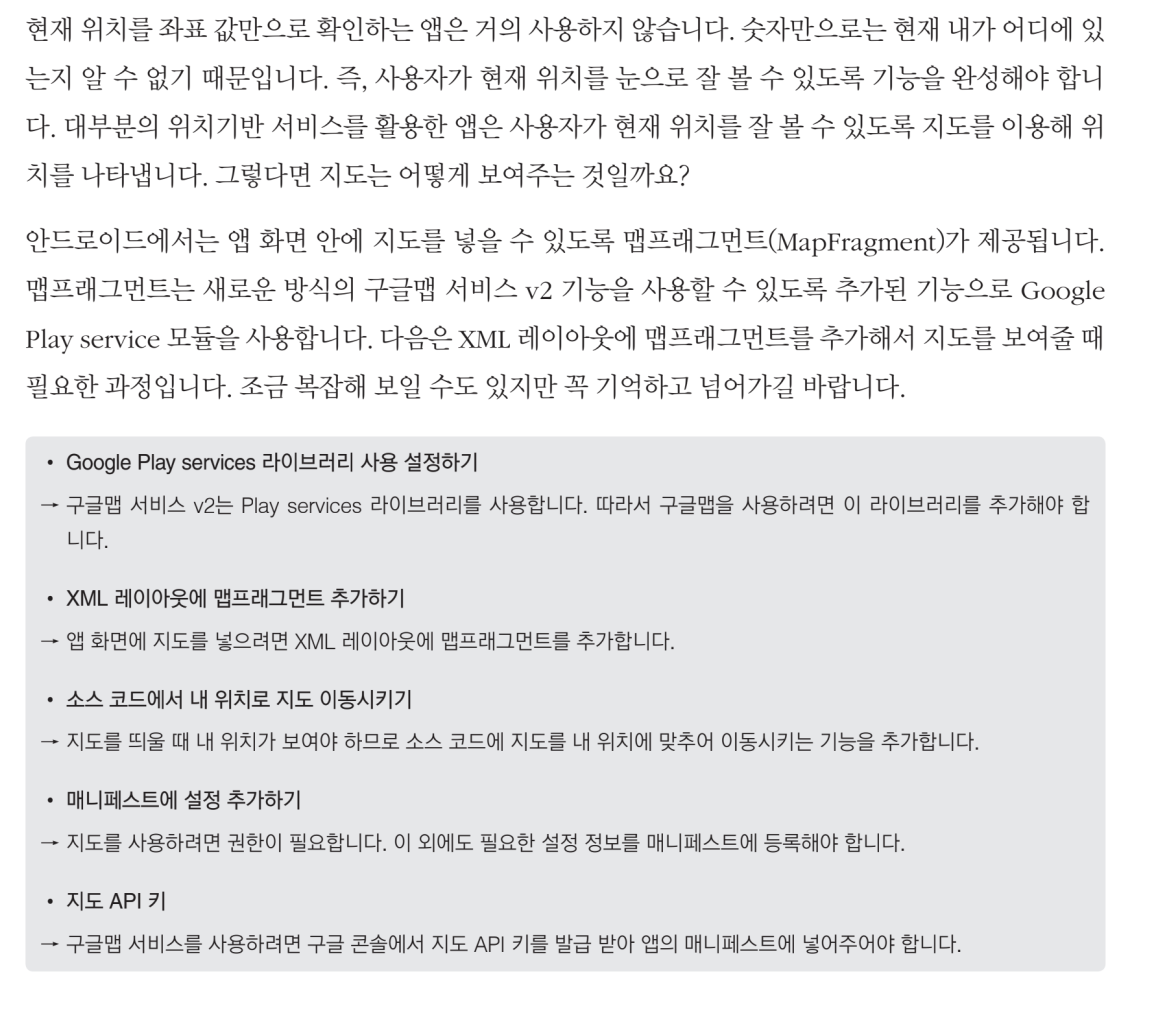 현재 위치를 좌표 값만으로 확인하는 앱은 거의 사용하지 않습니다. 숫자만으로는 현재 내가 어디에 있
는지 알 수 없기 때문입니다. 즉, 사용자가 현재 위치를 눈으로 잘 볼 수 있도록 기능을 완성해야 합니
다. 대부분의 위치기반 서비스를 활용한 앱은 사용자가 현재 위치를 잘 볼 수 있도록 지도를 이용해 위
치를 나타냅니다. 그렇다면 지도는 어떻게 보여주는 것일까요?
안드로이드에서는 앱 화면 안에 지도를 넣을 수 있도록 맵프래그먼트(MapFragment)가 제공됩니다.
맵프래그먼트는 새로운 방식의 구글맵 서비스 v2 기능을 사용할 수 있도록 추가된 기능으로 Google
Play service 모듈을 사용합니다. 다음은 XML 레이아웃에 맵프래그먼트를 추가해서 지도를 보여줄 때
필요한 과정입니다. 조금 복잡해 보일 수도 있지만 꼭 기억하고 넘어가길 바랍니다.
• Google Play services 라이브러리 사용 설정하기
→ 구글맵 서비스 v2는 Play services 라이브러리를 사용합니다. 따라서 구글맵을 사용하려면 이 라이브러리를 추가해야 합
니다.
• XML 레이아웃에 맵프래그먼트 추가하기
→ 앱 화면에 지도를 넣으려면 XML 레이아웃에 맵프래그먼트를 추가합니다.
• 소스 코드에서 내 위치로 지도 이동시키기
→ 지도를 띄울 때 내 위치가 보여야 하므로 소스 코드에 지도를 내 위치에 맞추어 이동시키는 기능을 추가합니다.
• 매니페스트에 설정 추가하기
→ 지도를 사용하려면 권한이 필요합니다. 이 외에도 필요한 설정 정보를 매니페스트에 등록해야 합니다.
• 지도 API 키
→ 구글맵 서비스를 사용하려면 구글 콘솔에서 지도 API 키를 발급 받아 앱의 매니페스트에 넣어주어야 합니다.